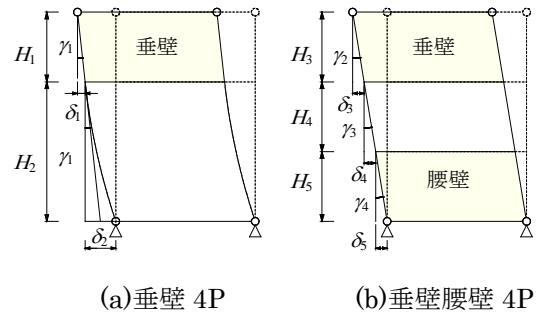 H₁
γ₁
垂壁
δ₁
H₂
γ₁
δ₂
(a)垂壁 4P
H₃
γ₂
垂壁
δ₃
H₄
γ₃
δ₄
H₅
γ₄
腰壁
δ₅
(b)垂壁腰壁 4P